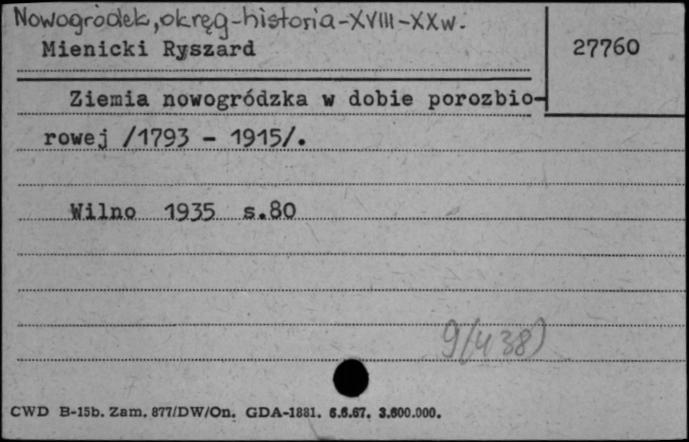 Nowogródek, okręg-historia-XVIII-XXw.
Mienicki Ryszard
27760
Ziemia nowogródzka w dobie porozbio-
rowej /1793 - 1915/.
Wilno 1935 s.80
9/(438)
CWD B-15b. Zam. 877/DW/On. GDA-1881. 6.6.67. 3.600.000.